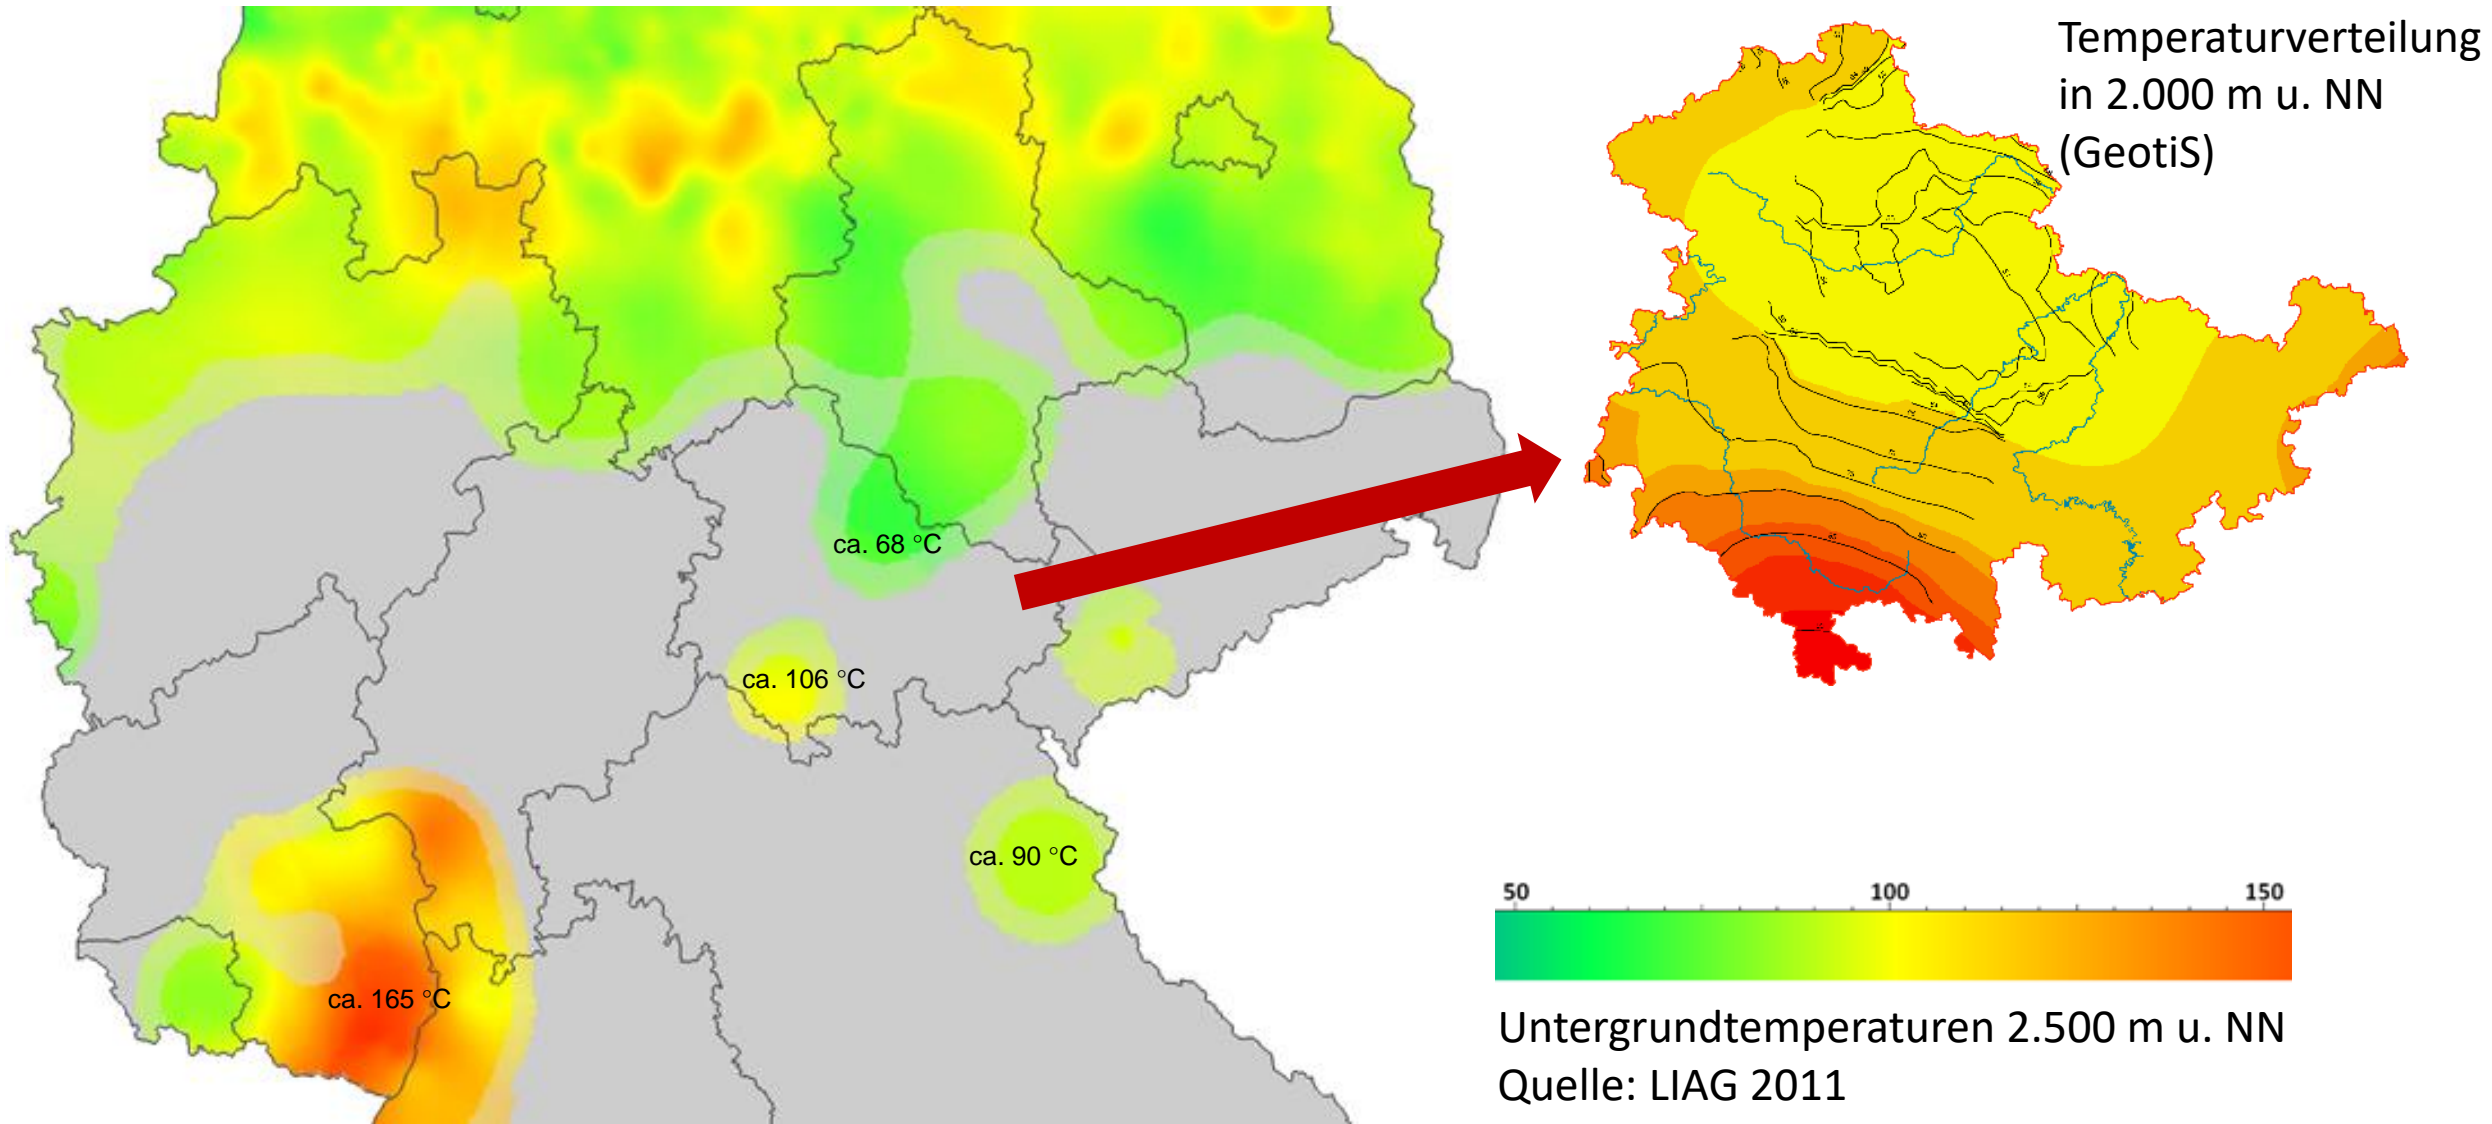 Temperaturverteilung
in 2.000 m u. NN
(GeotiS)
ca. 68 °C
ca. 106 °C
ca. 90 °C
ca. 165 °C
50 100 150
Untergrundtemperaturen 2.500 m u. NN
Quelle: LIAG 2011